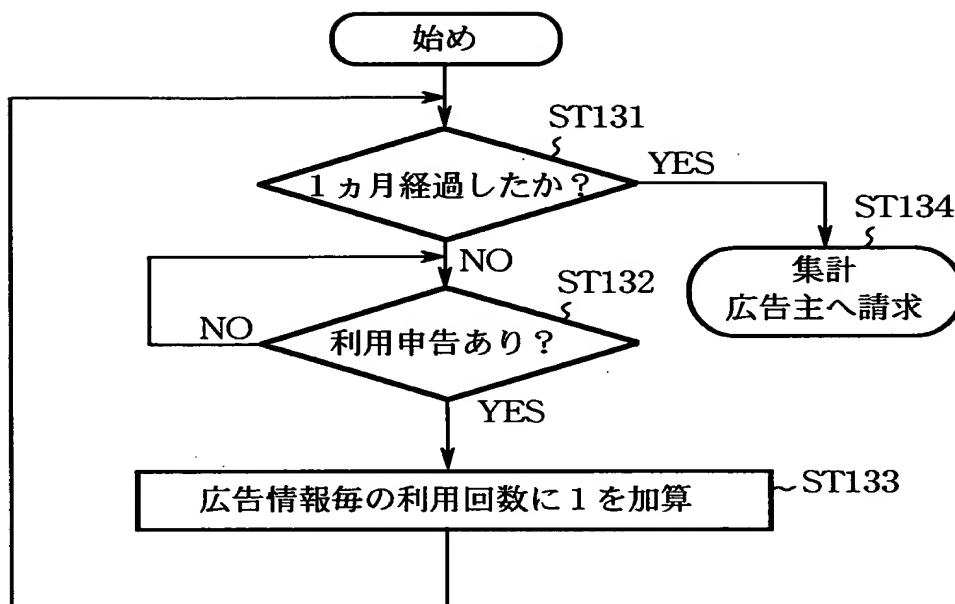 始め
ST131
1ヵ月経過したか?
YES
ST134
集計
広告主へ請求
NO
ST132
NO
利用申告あり?
YES
広告情報毎の利用回数に1を加算
ST133